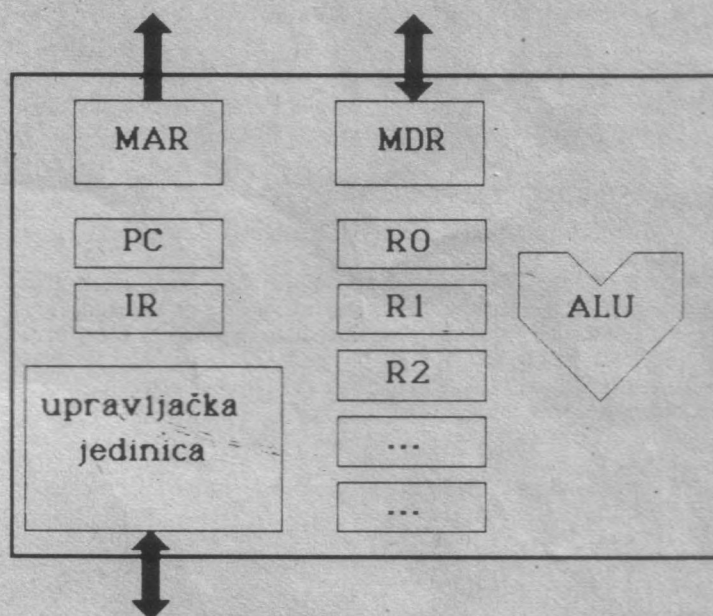 MAR
MDR
PC
R0
IR
R1
ALU
R2
upravljačka
jedinica
...
...